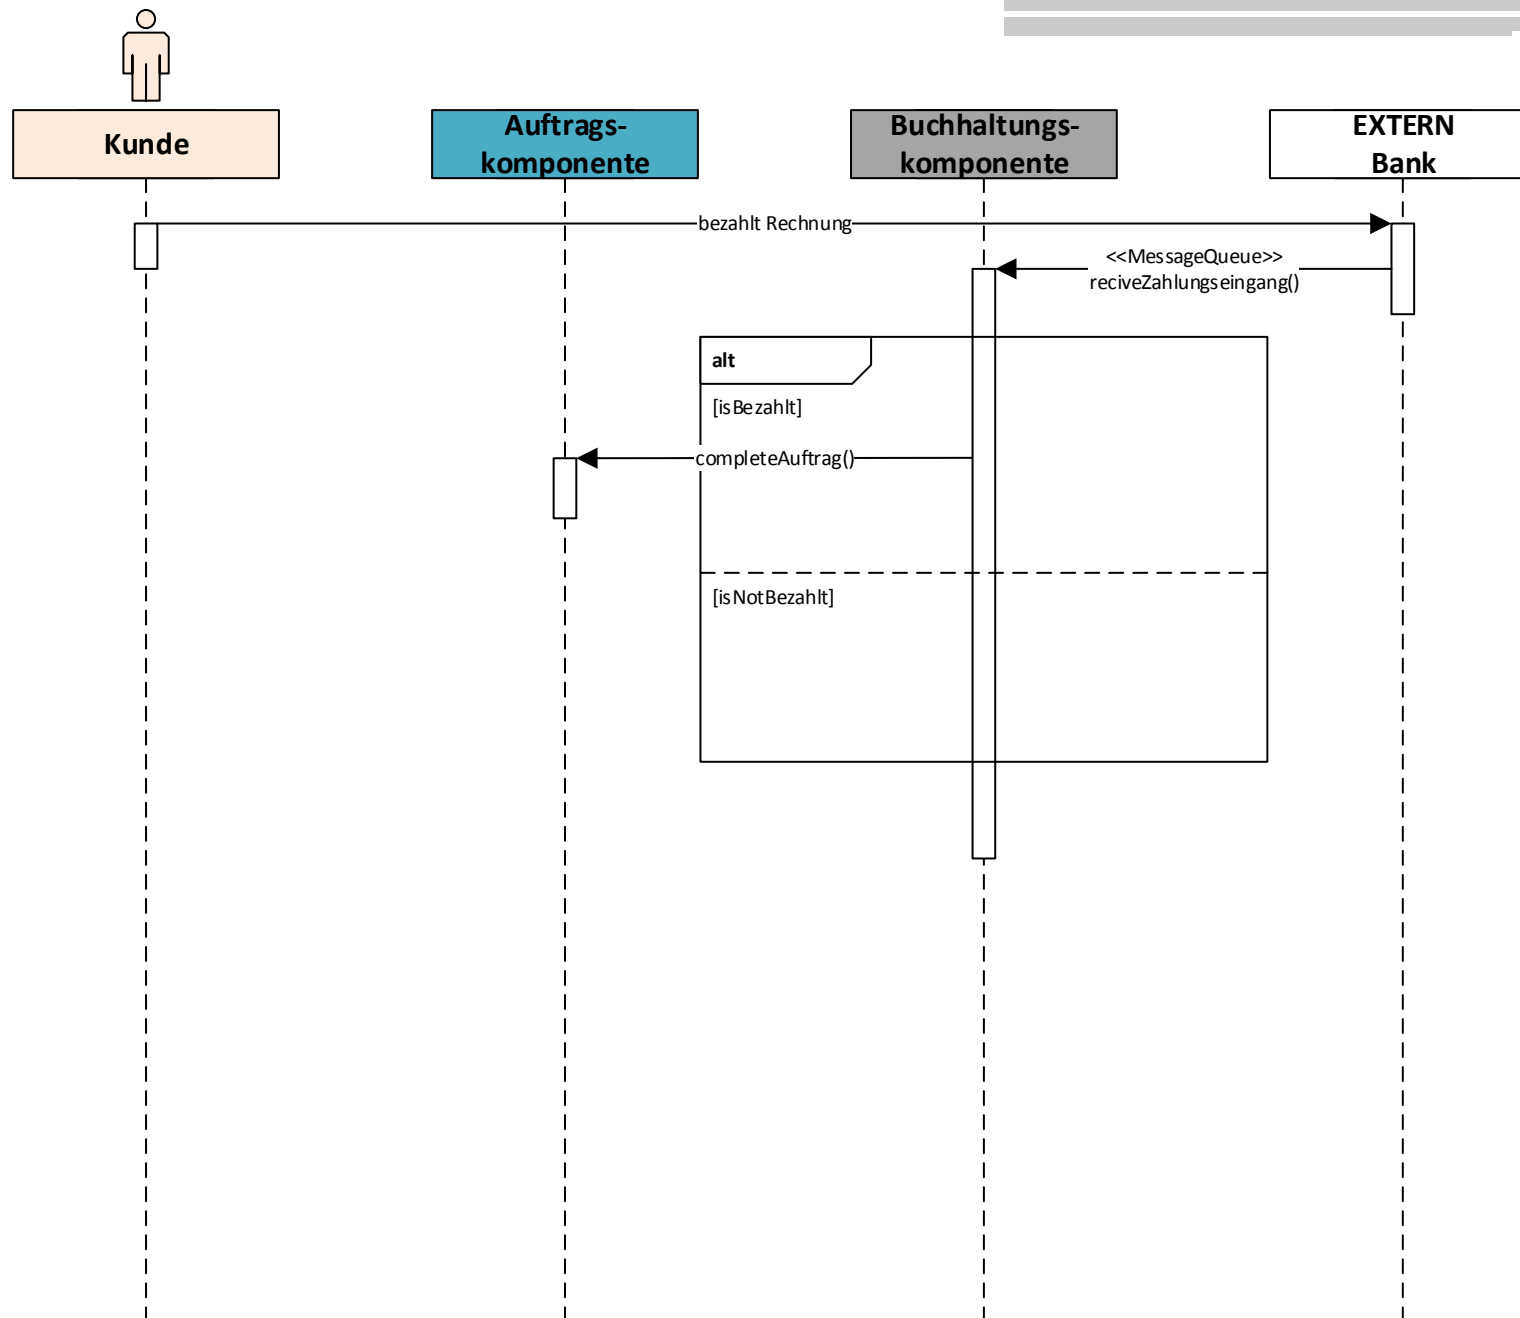 Kunde
Auftrags-
komponente
Buchhaltungs-
komponente
EXTERN
Bank
bezahlt Rechnung
<<MessageQueue>>
reciveZahlungseingang()
alt
[isBezahlt]
completeAuftrag()
[isNotBezahlt]